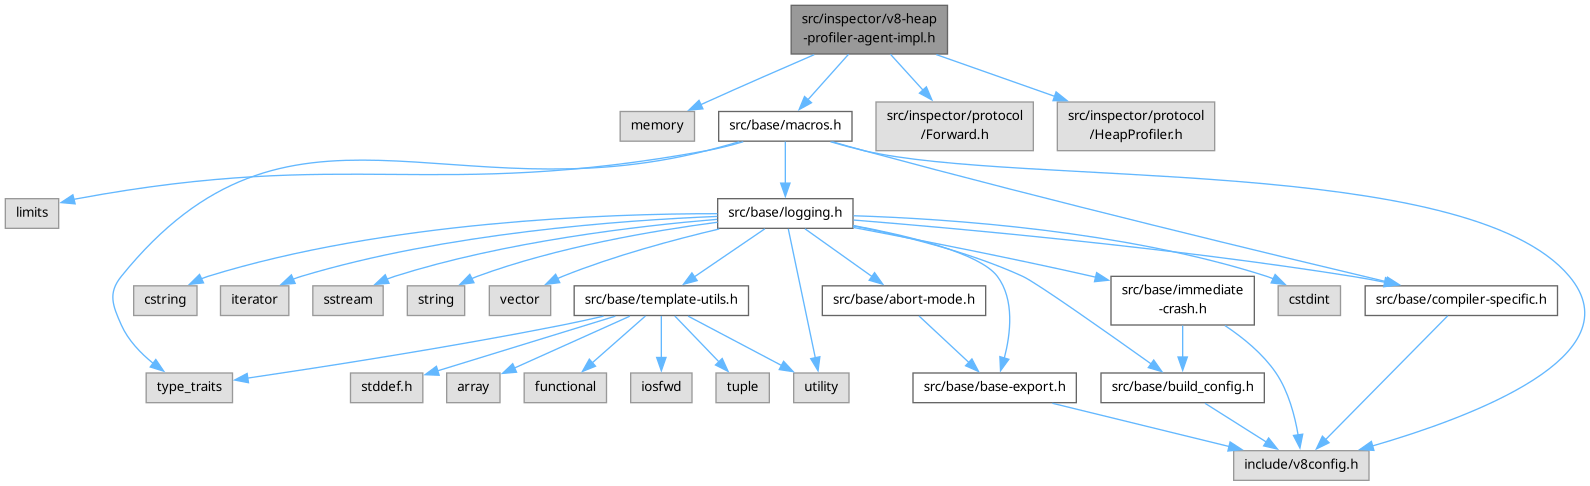 src/inspector/v8-heap
-profiler-agent-impl.h
memory
src/base/macros.h
src/inspector/protocol
/Forward.h
src/inspector/protocol
/HeapProfiler.h
limits
src/base/logging.h
cstring
iterator
sstream
string
vector
src/base/template-utils.h
src/base/abort-mode.h
src/base/immediate
-crash.h
cstdint
src/base/compiler-specific.h
type_traits
stddef.h
array
functional
iosfwd
tuple
utility
src/base/base-export.h
src/base/build_config.h
include/v8config.h